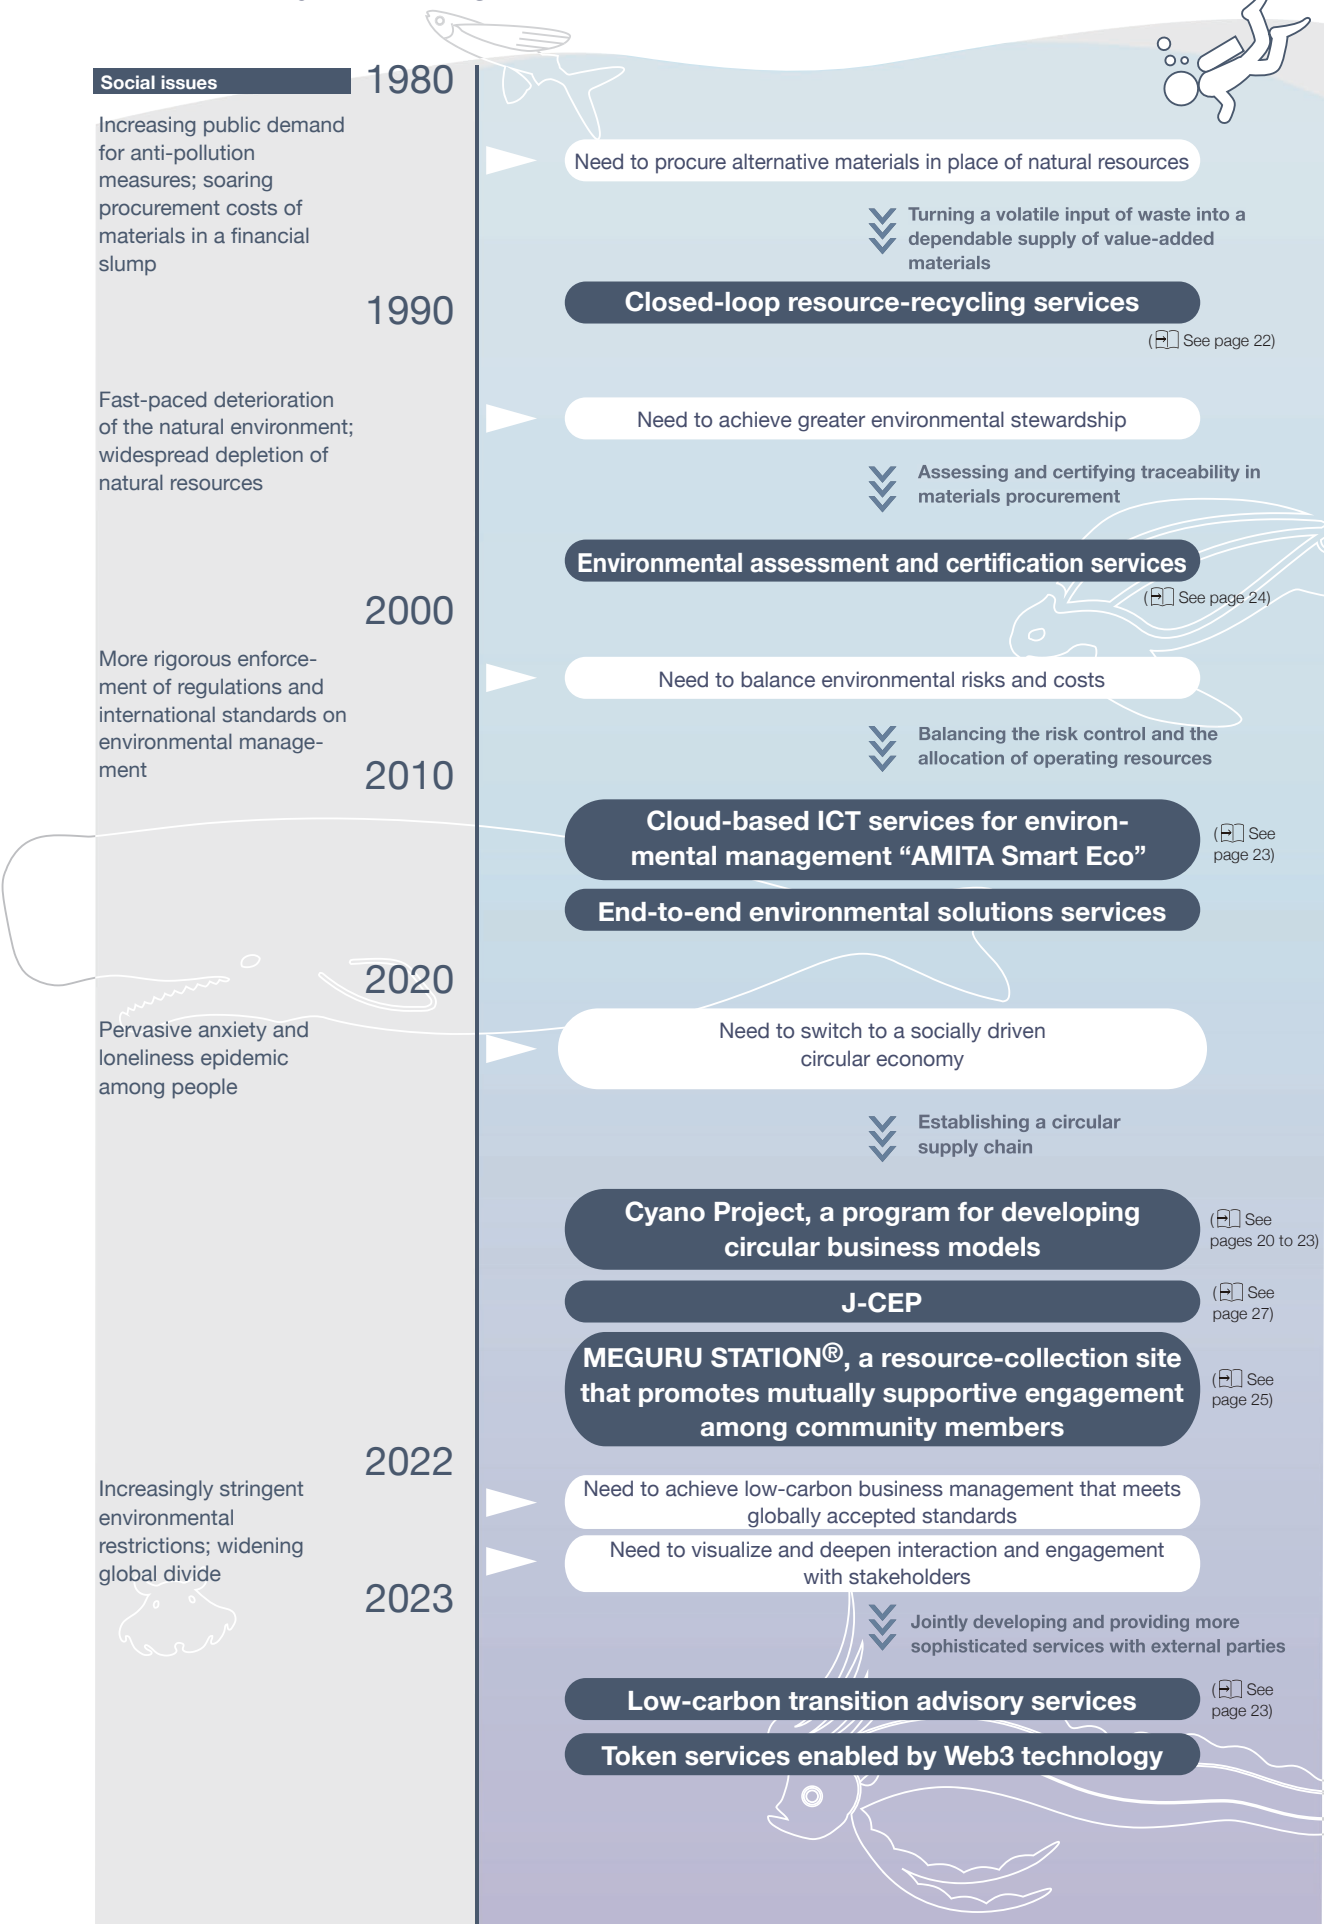 Social issues
1980
Increasing public demand
for anti-pollution
measures; soaring
procurement costs of
materials in a financial
slump
Need to procure alternative materials in place of natural resources
Turning a volatile input of waste into a
dependable supply of value-added
materials
1990
Closed-loop resource-recycling services
( See page 22)
Fast-paced deterioration
of the natural environment;
widespread depletion of
natural resources
Need to achieve greater environmental stewardship
Assessing and certifying traceability in
materials procurement
Environmental assessment and certification services
( See page 24)
2000
More rigorous enforce-
ment of regulations and
international standards on
environmental manage-
ment
Need to balance environmental risks and costs
Balancing the risk control and the
allocation of operating resources
2010
Cloud-based ICT services for environ-
mental management “AMITA Smart Eco”
( See
page 23)
End-to-end environmental solutions services
2020
Pervasive anxiety and
loneliness epidemic
among people
Need to switch to a socially driven
circular economy
Establishing a circular
supply chain
Cyano Project, a program for developing
circular business models
( See
pages 20 to 23)
J-CEP
( See
page 27)
MEGURU STATION®, a resource-collection site
that promotes mutually supportive engagement
among community members
( See
page 25)
2022
Increasingly stringent
environmental
restrictions; widening
global divide
Need to achieve low-carbon business management that meets
globally accepted standards
Need to visualize and deepen interaction and engagement
with stakeholders
2023
Jointly developing and providing more
sophisticated services with external parties
Low-carbon transition advisory services
( See
page 23)
Token services enabled by Web3 technology